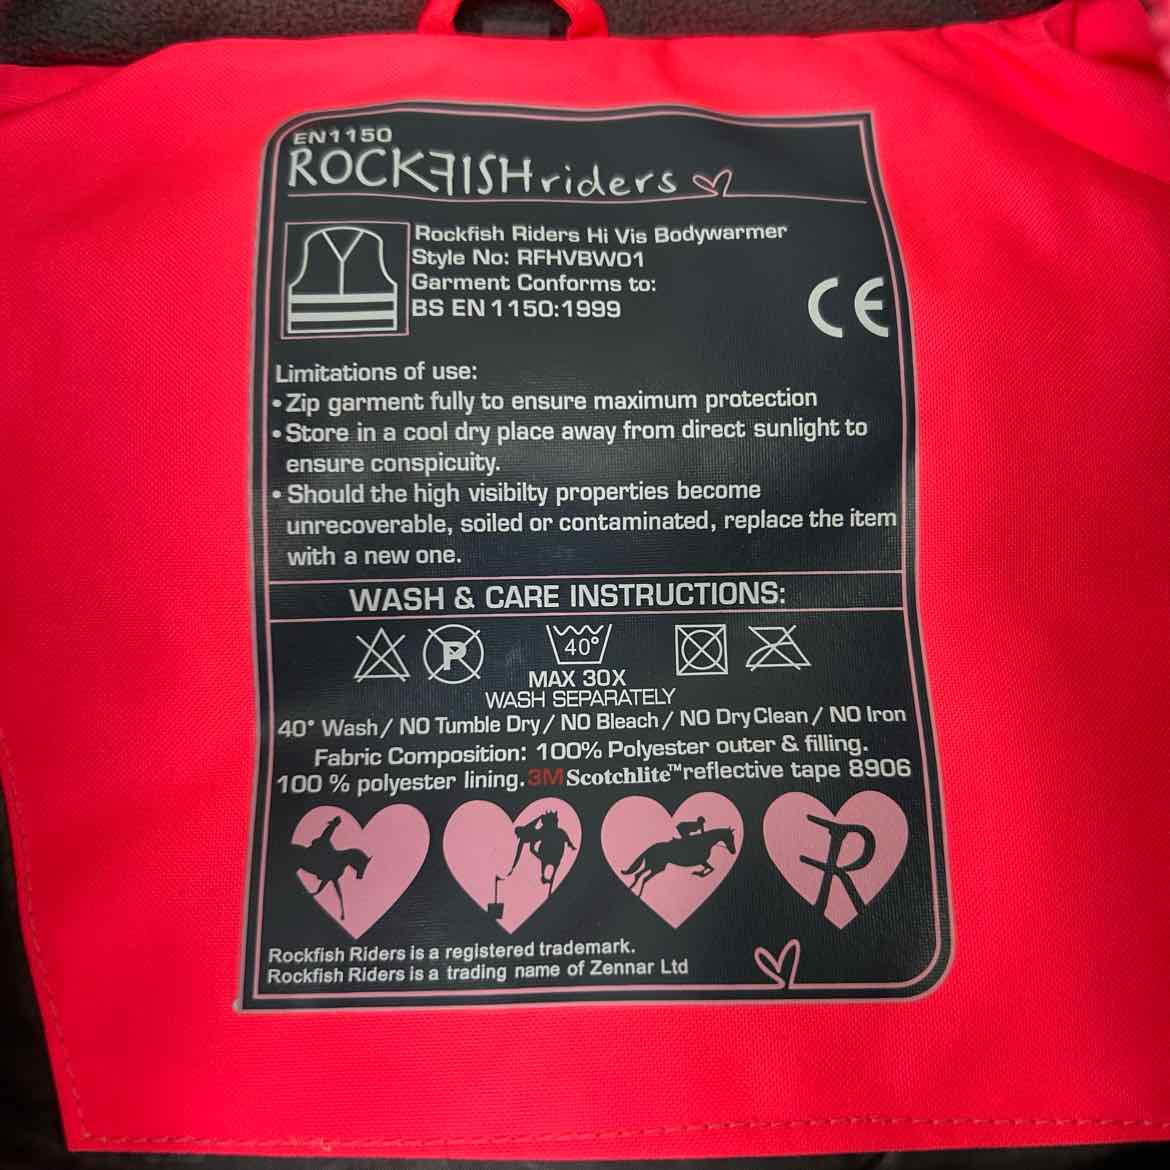 EN1150
ROCKFISH riders
Rockfish Riders Hi Vis Bodywarmer
Style No: RFHVBW01
Garment Conforms to:
BS EN 1150:1999
CE
Limitations of use:
• Zip garment fully to ensure maximum protection
• Store in a cool dry place away from direct sunlight to
ensure conspicuity.
• Should the high visibilty properties become
unrecoverable, soiled or contaminated, replace the item
with a new one.
WASH & CARE INSTRUCTIONS:
P
40°
MAX 30X
WASH SEPARATELY
40° Wash / NO Tumble Dry / NO Bleach / NO Dry Clean / NO Iron
Fabric Composition: 100% Polyester outer & filling.
100 % polyester lining. 3M Scotchlite™ reflective tape 8906
R
Rockfish Riders is a registered trademark.
Rockfish Riders is a trading name of Zennar Ltd